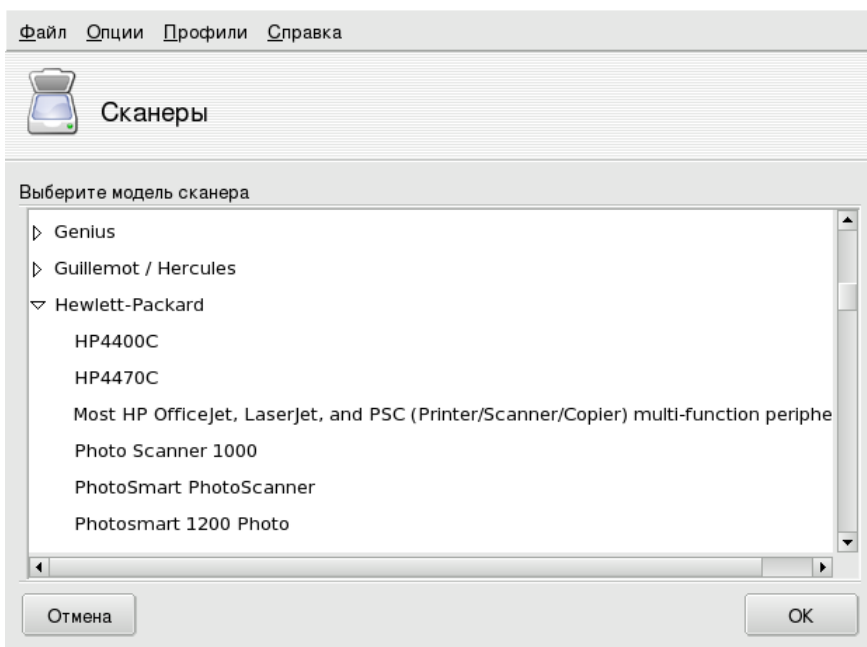 Файл Опции Профили Справка
Сканеры
Выберите модель сканера
Genius
Guillemot / Hercules
Hewlett-Packard
HP4400C
HP4470C
Most HP OfficeJet, LaserJet, and PSC (Printer/Scanner/Copier) multi-function periphe
Photo Scanner 1000
PhotoSmart PhotoScanner
Photosmart 1200 Photo
Отмена OK